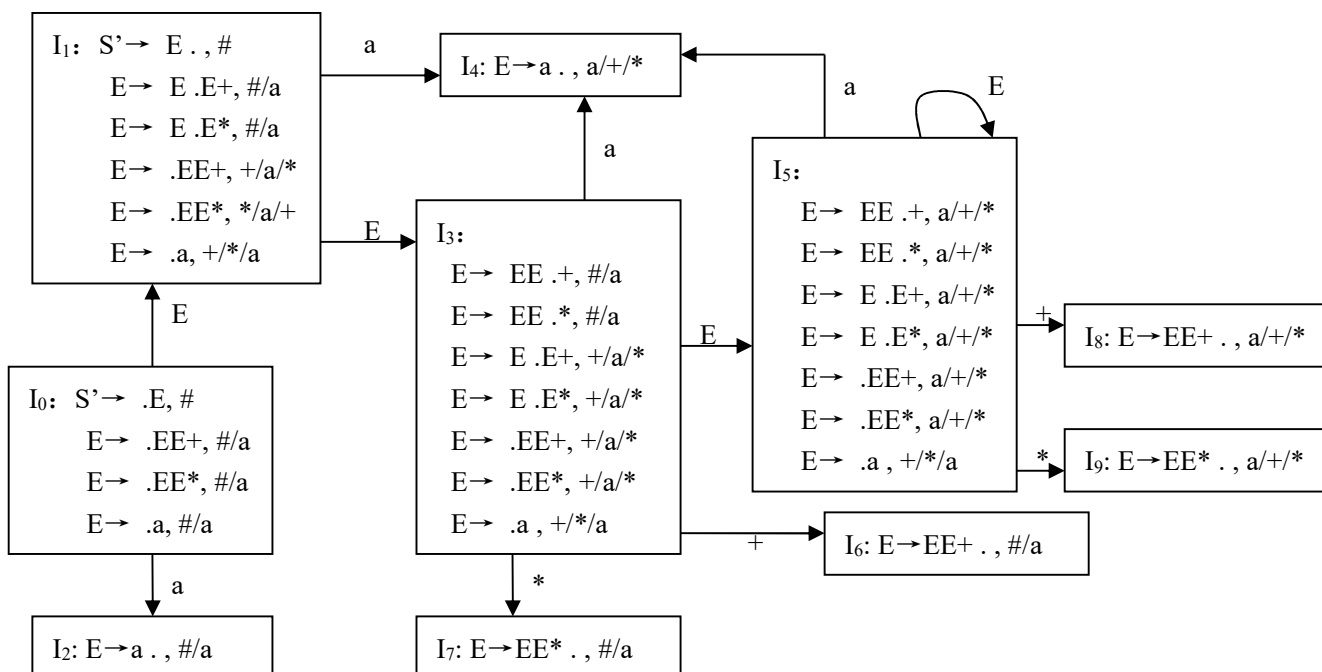 I₁： S’→ E . , #
E→ E .E+, #/a
E→ E .E*, #/a
E→ .EE+, +/a/*
E→ .EE*, */a/+
E→ .a, +/*/a
a
E
E
I₀： S’→ .E, #
E→ .EE+, #/a
E→ .EE*, #/a
E→ .a, #/a
a
I₂: E→a . , #/a
I₄: E→a . , a/+/*
a
I₃：
E→ EE .+, #/a
E→ EE .*, #/a
E→ E .E+, +/a/*
E→ E .E*, +/a/*
E→ .EE+, +/a/*
E→ .EE*, +/a/*
E→ .a , +/*/a
*
I₇: E→EE* . , #/a
E
+
I₆: E→EE+ . , #/a
a
E
I₅：
E→ EE .+, a/+/*
E→ EE .*, a/+/*
E→ E .E+, a/+/*
E→ E .E*, a/+/*
E→ .EE+, a/+/*
E→ .EE*, a/+/*
E→ .a , +/*/a
+
I₈: E→EE+ . , a/+/*
*
I₉: E→EE* . , a/+/*